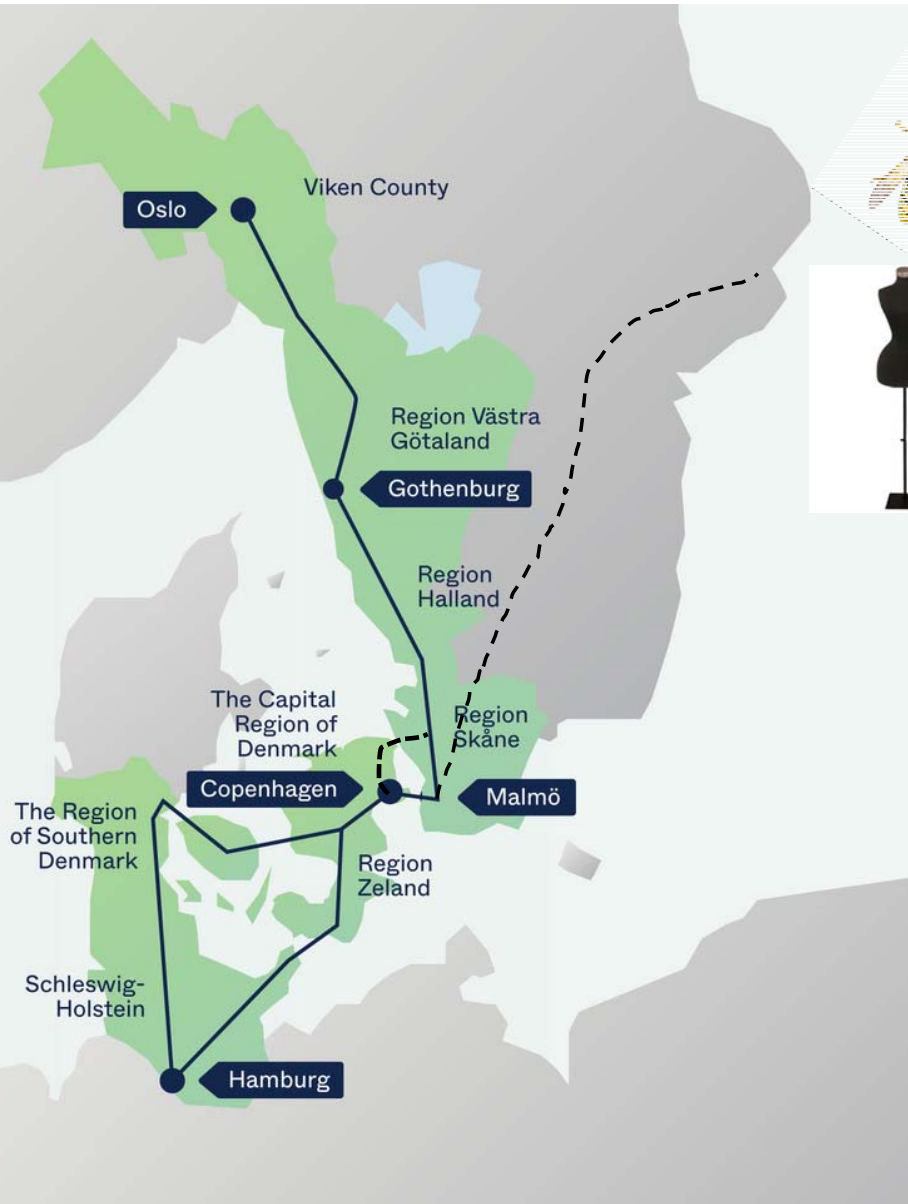 Viken County
Oslo
Region Västra
Götaland
Gothenburg
Region
Halland
The Capital
Region of
Denmark
Region
Skåne
Copenhagen
Malmö
The Region
of Southern
Denmark
Region
Zeland
Schleswig-
Holstein
Hamburg